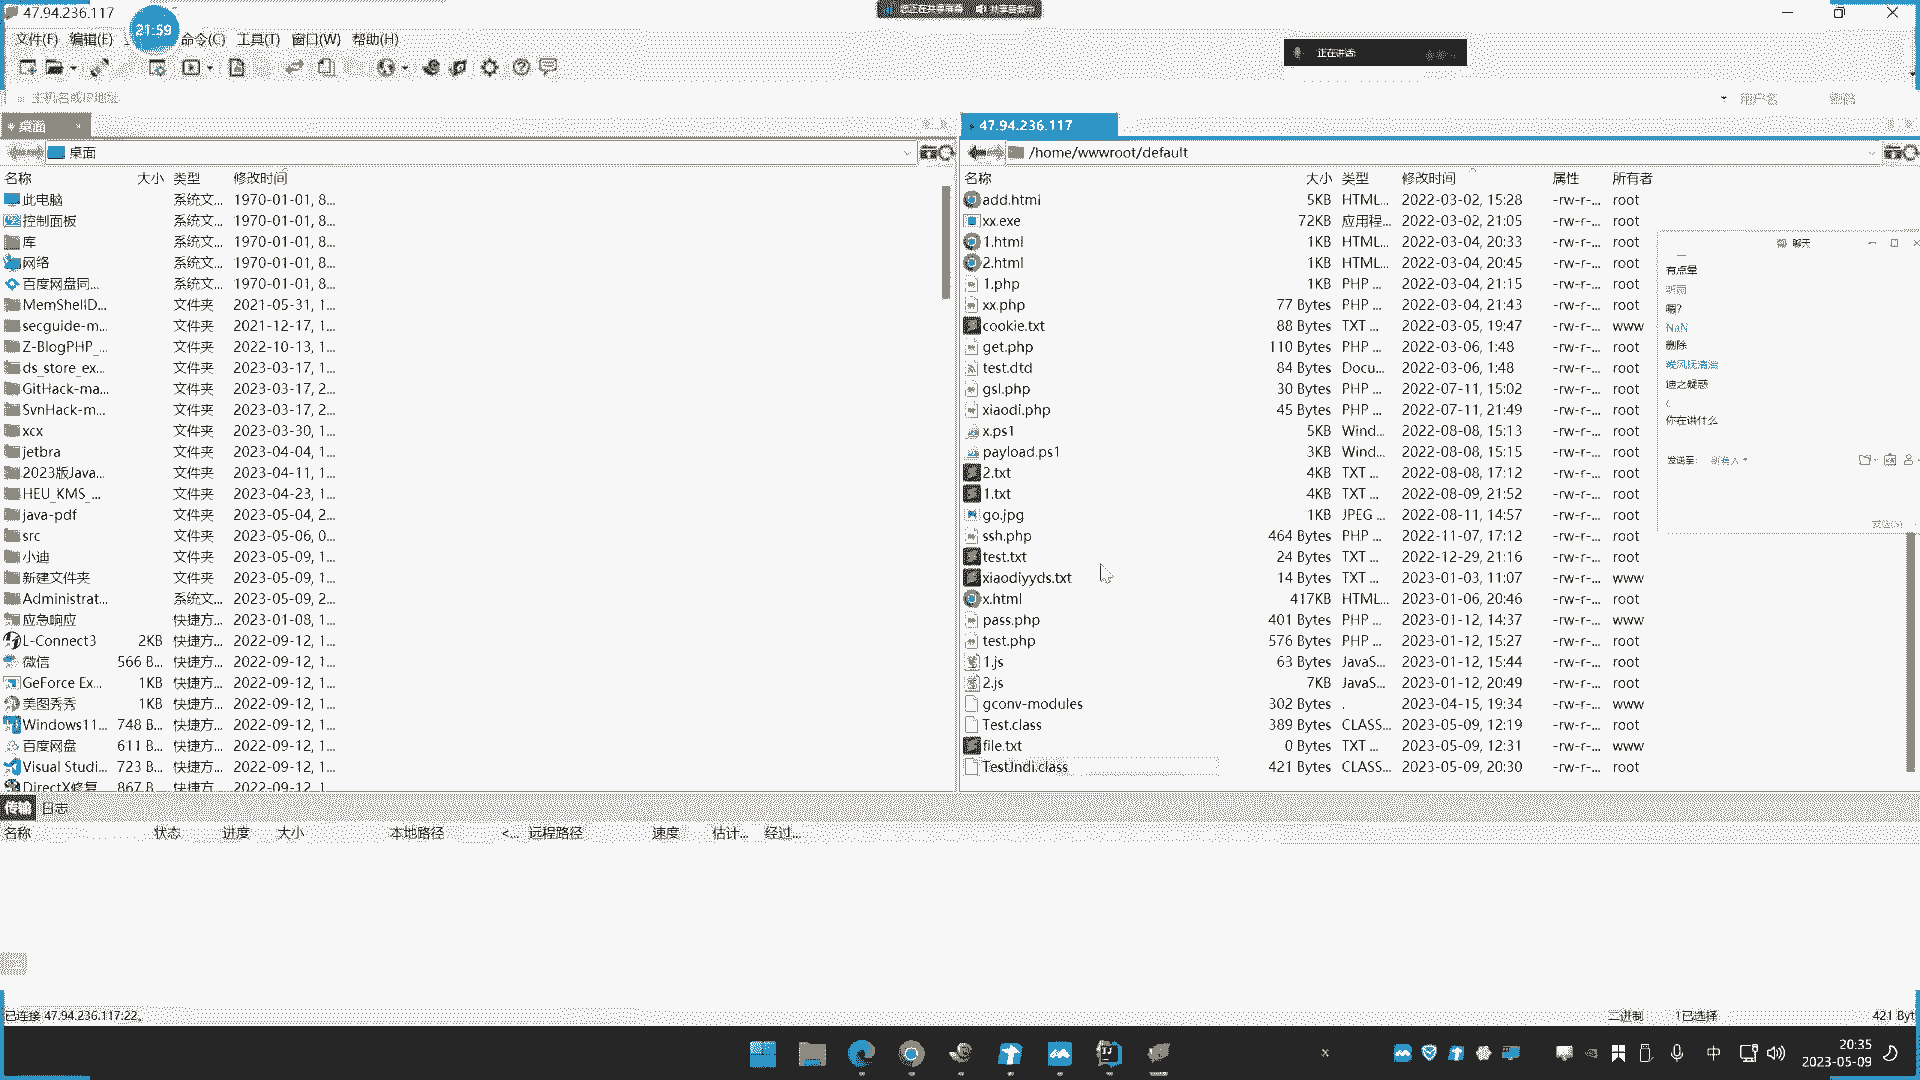 47.94.236.117
您正在共享屏幕 共享音频中
21:59
文件(F) 编辑(E) 命令(C) 工具(T) 窗口(W) 帮助(H)
正在讲话:
主机名或IP地址
用户名 密码
桌面
47.94.236.117
桌面
/home/wwwroot/default
名称 大小 类型 修改时间
此电脑 系统文... 1970-01-01, 8...
控制面板 系统文... 1970-01-01, 8...
库 系统文... 1970-01-01, 8...
网络 系统文... 1970-01-01, 8...
百度网盘同... 系统文... 1970-01-01, 8...
MemShellD... 文件夹 2021-05-31, 1...
secguide-m... 文件夹 2021-12-17, 1...
Z-BlogPHP_... 文件夹 2022-10-13, 1...
ds_store_ex... 文件夹 2023-03-17, 1...
GitHack-ma... 文件夹 2023-03-17, 2...
SvnHack-m... 文件夹 2023-03-17, 2...
xcx 文件夹 2023-03-30, 1...
jetbra 文件夹 2023-04-04, 1...
2023版Java... 文件夹 2023-04-11, 1...
HEU_KMS_... 文件夹 2023-04-23, 1...
java-pdf 文件夹 2023-05-04, 2...
src 文件夹 2023-05-06, 0...
小迪 文件夹 2023-05-09, 1...
新建文件夹 文件夹 2023-05-09, 1...
Administrat... 系统文... 2023-05-09, 2...
应急响应 快捷方... 2023-01-08, 1...
L-Connect3 2KB 快捷方... 2022-09-12, 1...
微信 566 B... 快捷方... 2022-09-12, 1...
GeForce Ex... 1KB 快捷方... 2022-09-12, 1...
美图秀秀 1KB 快捷方... 2022-09-12, 1...
Windows11... 748 B... 快捷方... 2022-09-12, 1...
百度网盘 611 B... 快捷方... 2022-09-12, 1...
Visual Studi... 723 B... 快捷方... 2022-09-12, 1...
DirectX修复 867 B... 快捷方... 2022-09-12, 1...
名称 大小 类型 修改时间 属性 所有者
add.html 5KB HTML... 2022-03-02, 15:28 -rw-r-... root
xx.exe 72KB 应用程... 2022-03-02, 21:05 -rw-r-... root
1.html 1KB HTML... 2022-03-04, 20:33 -rw-r-... root
2.html 1KB HTML... 2022-03-04, 20:45 -rw-r-... root
1.php 1KB PHP ... 2022-03-04, 21:15 -rw-r-... root
xx.php 77 Bytes PHP ... 2022-03-04, 21:43 -rw-r-... root
cookie.txt 88 Bytes TXT ... 2022-03-05, 19:47 -rw-r-... www
get.php 110 Bytes PHP ... 2022-03-06, 1:48 -rw-r-... root
test.dtd 84 Bytes Docu... 2022-03-06, 1:48 -rw-r-... root
gsl.php 30 Bytes PHP ... 2022-07-11, 15:02 -rw-r-... root
xiaodi.php 45 Bytes PHP ... 2022-07-11, 21:49 -rw-r-... root
x.ps1 5KB Wind... 2022-08-08, 15:13 -rw-r-... root
payload.ps1 3KB Wind... 2022-08-08, 15:15 -rw-r-... root
2.txt 4KB TXT ... 2022-08-08, 17:12 -rw-r-... root
1.txt 4KB TXT ... 2022-08-09, 21:52 -rw-r-... root
go.jpg 1KB JPEG ... 2022-08-11, 14:57 -rw-r-... root
ssh.php 464 Bytes PHP ... 2022-11-07, 17:12 -rw-r-... root
test.txt 24 Bytes TXT ... 2022-12-29, 21:16 -rw-r-... root
xiaodiyyds.txt 14 Bytes TXT ... 2023-01-03, 11:07 -rw-r-... www
x.html 417KB HTML... 2023-01-06, 20:46 -rw-r-... root
pass.php 401 Bytes PHP ... 2023-01-12, 14:37 -rw-r-... www
test.php 576 Bytes PHP ... 2023-01-12, 15:27 -rw-r-... root
1.js 63 Bytes JavaS... 2023-01-12, 15:44 -rw-r-... root
2.js 7KB JavaS... 2023-01-12, 20:49 -rw-r-... root
gconv-modules 302 Bytes . 2023-04-15, 19:34 -rw-r-... www
Test.class 389 Bytes CLASS... 2023-05-09, 12:19 -rw-r-... root
file.txt 0 Bytes TXT ... 2023-05-09, 12:31 -rw-r-... www
TestJndi.class 421 Bytes CLASS... 2023-05-09, 20:30 -rw-r-... root
聊天
有点晕
嗯?
NaN
删除
迪之疑惑
(
你在讲什么
发送至: 所有人
传输 日志
名称 状态 进度 大小 本地路径 <... 远程路径 速度 估计... 经过...
已连接 47.94.236.117:22。
二进制 1已选择 421 Byt
中
20:35
2023-05-09